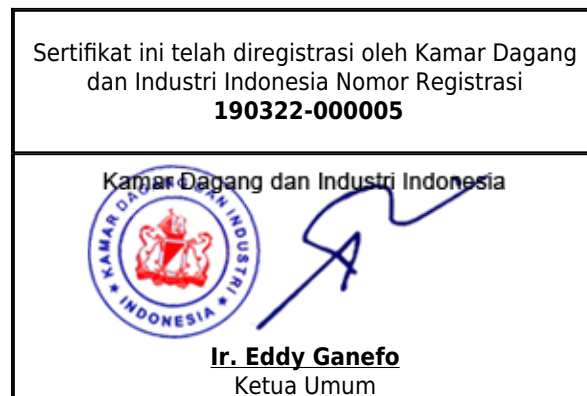 Sertifikat ini telah diregistrasi oleh Kamar Dagang
dan Industri Indonesia Nomor Registrasi
190322-000005
Kamar Dagang dan Industri Indonesia
KAMAR DAGANG DAN INDUSTRI
INDONESIA
Ir. Eddy Ganefo
Ketua Umum